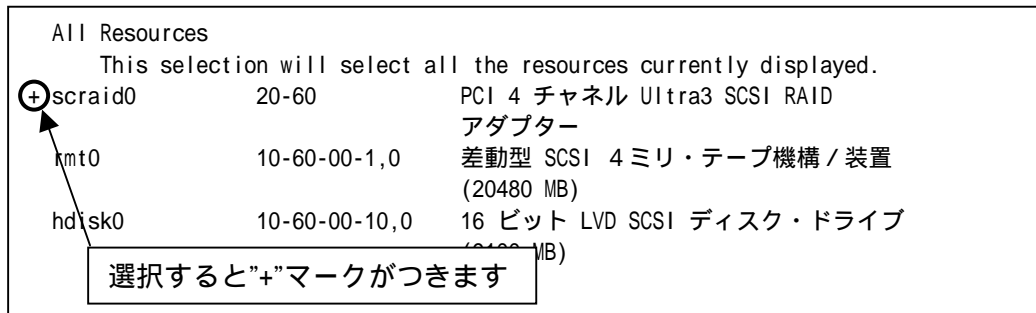 All Resources
This selection will select all the resources currently displayed.
+ scraid0 20-60 PCI 4 チャネル Ultra3 SCSI RAID
アダプター
rmt0 10-60-00-1,0 差動型 SCSI 4ミリ・テープ機構/装置
(20480 MB)
hdisk0 10-60-00-10,0 16 ビット LVD SCSI ディスク・ドライブ
MB)
選択すると”+”マークがつきます